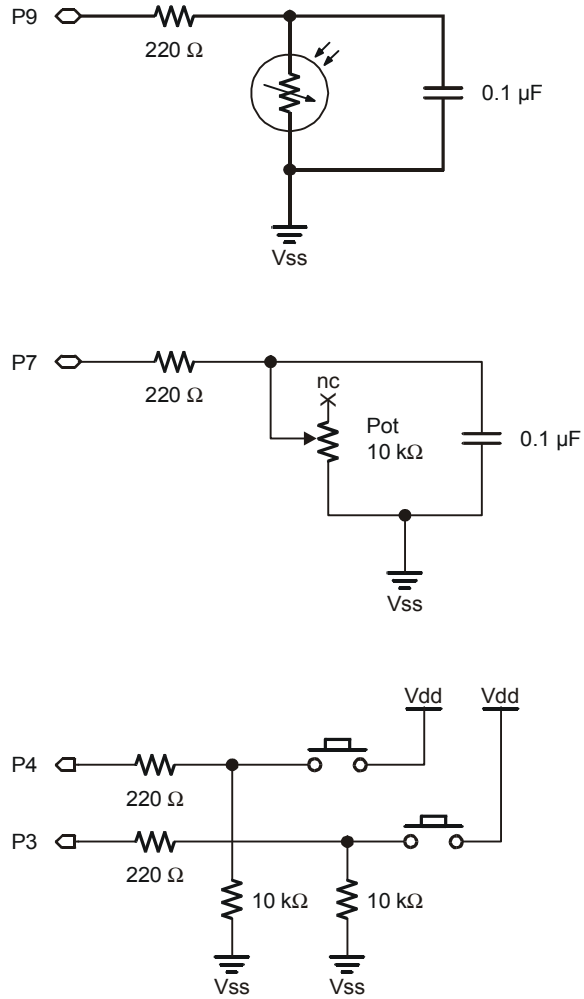 P9
220 Ω
0.1 µF
Vss
P7
220 Ω
nc
Pot
10 kΩ
0.1 µF
Vss
Vdd
Vdd
P4
220 Ω
P3
220 Ω
10 kΩ
10 kΩ
Vss
Vss